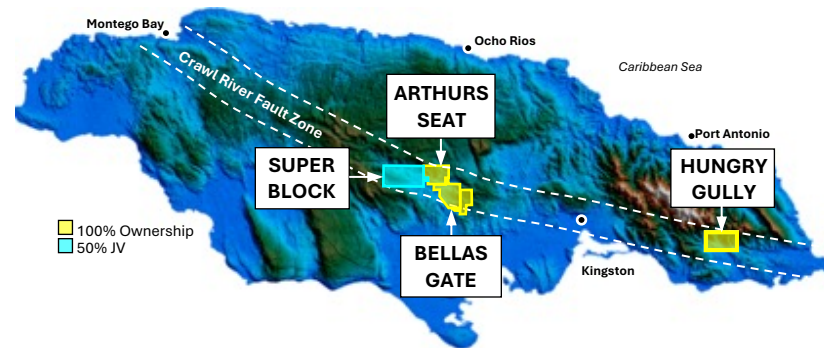 Montego Bay
Ocho Rios
Caribbean Sea
Crawl River Fault Zone
ARTHURS
SEAT
Port Antonio
SUPER
BLOCK
HUNGRY
GULLY
100% Ownership
50% JV
BELLAS
GATE
Kingston